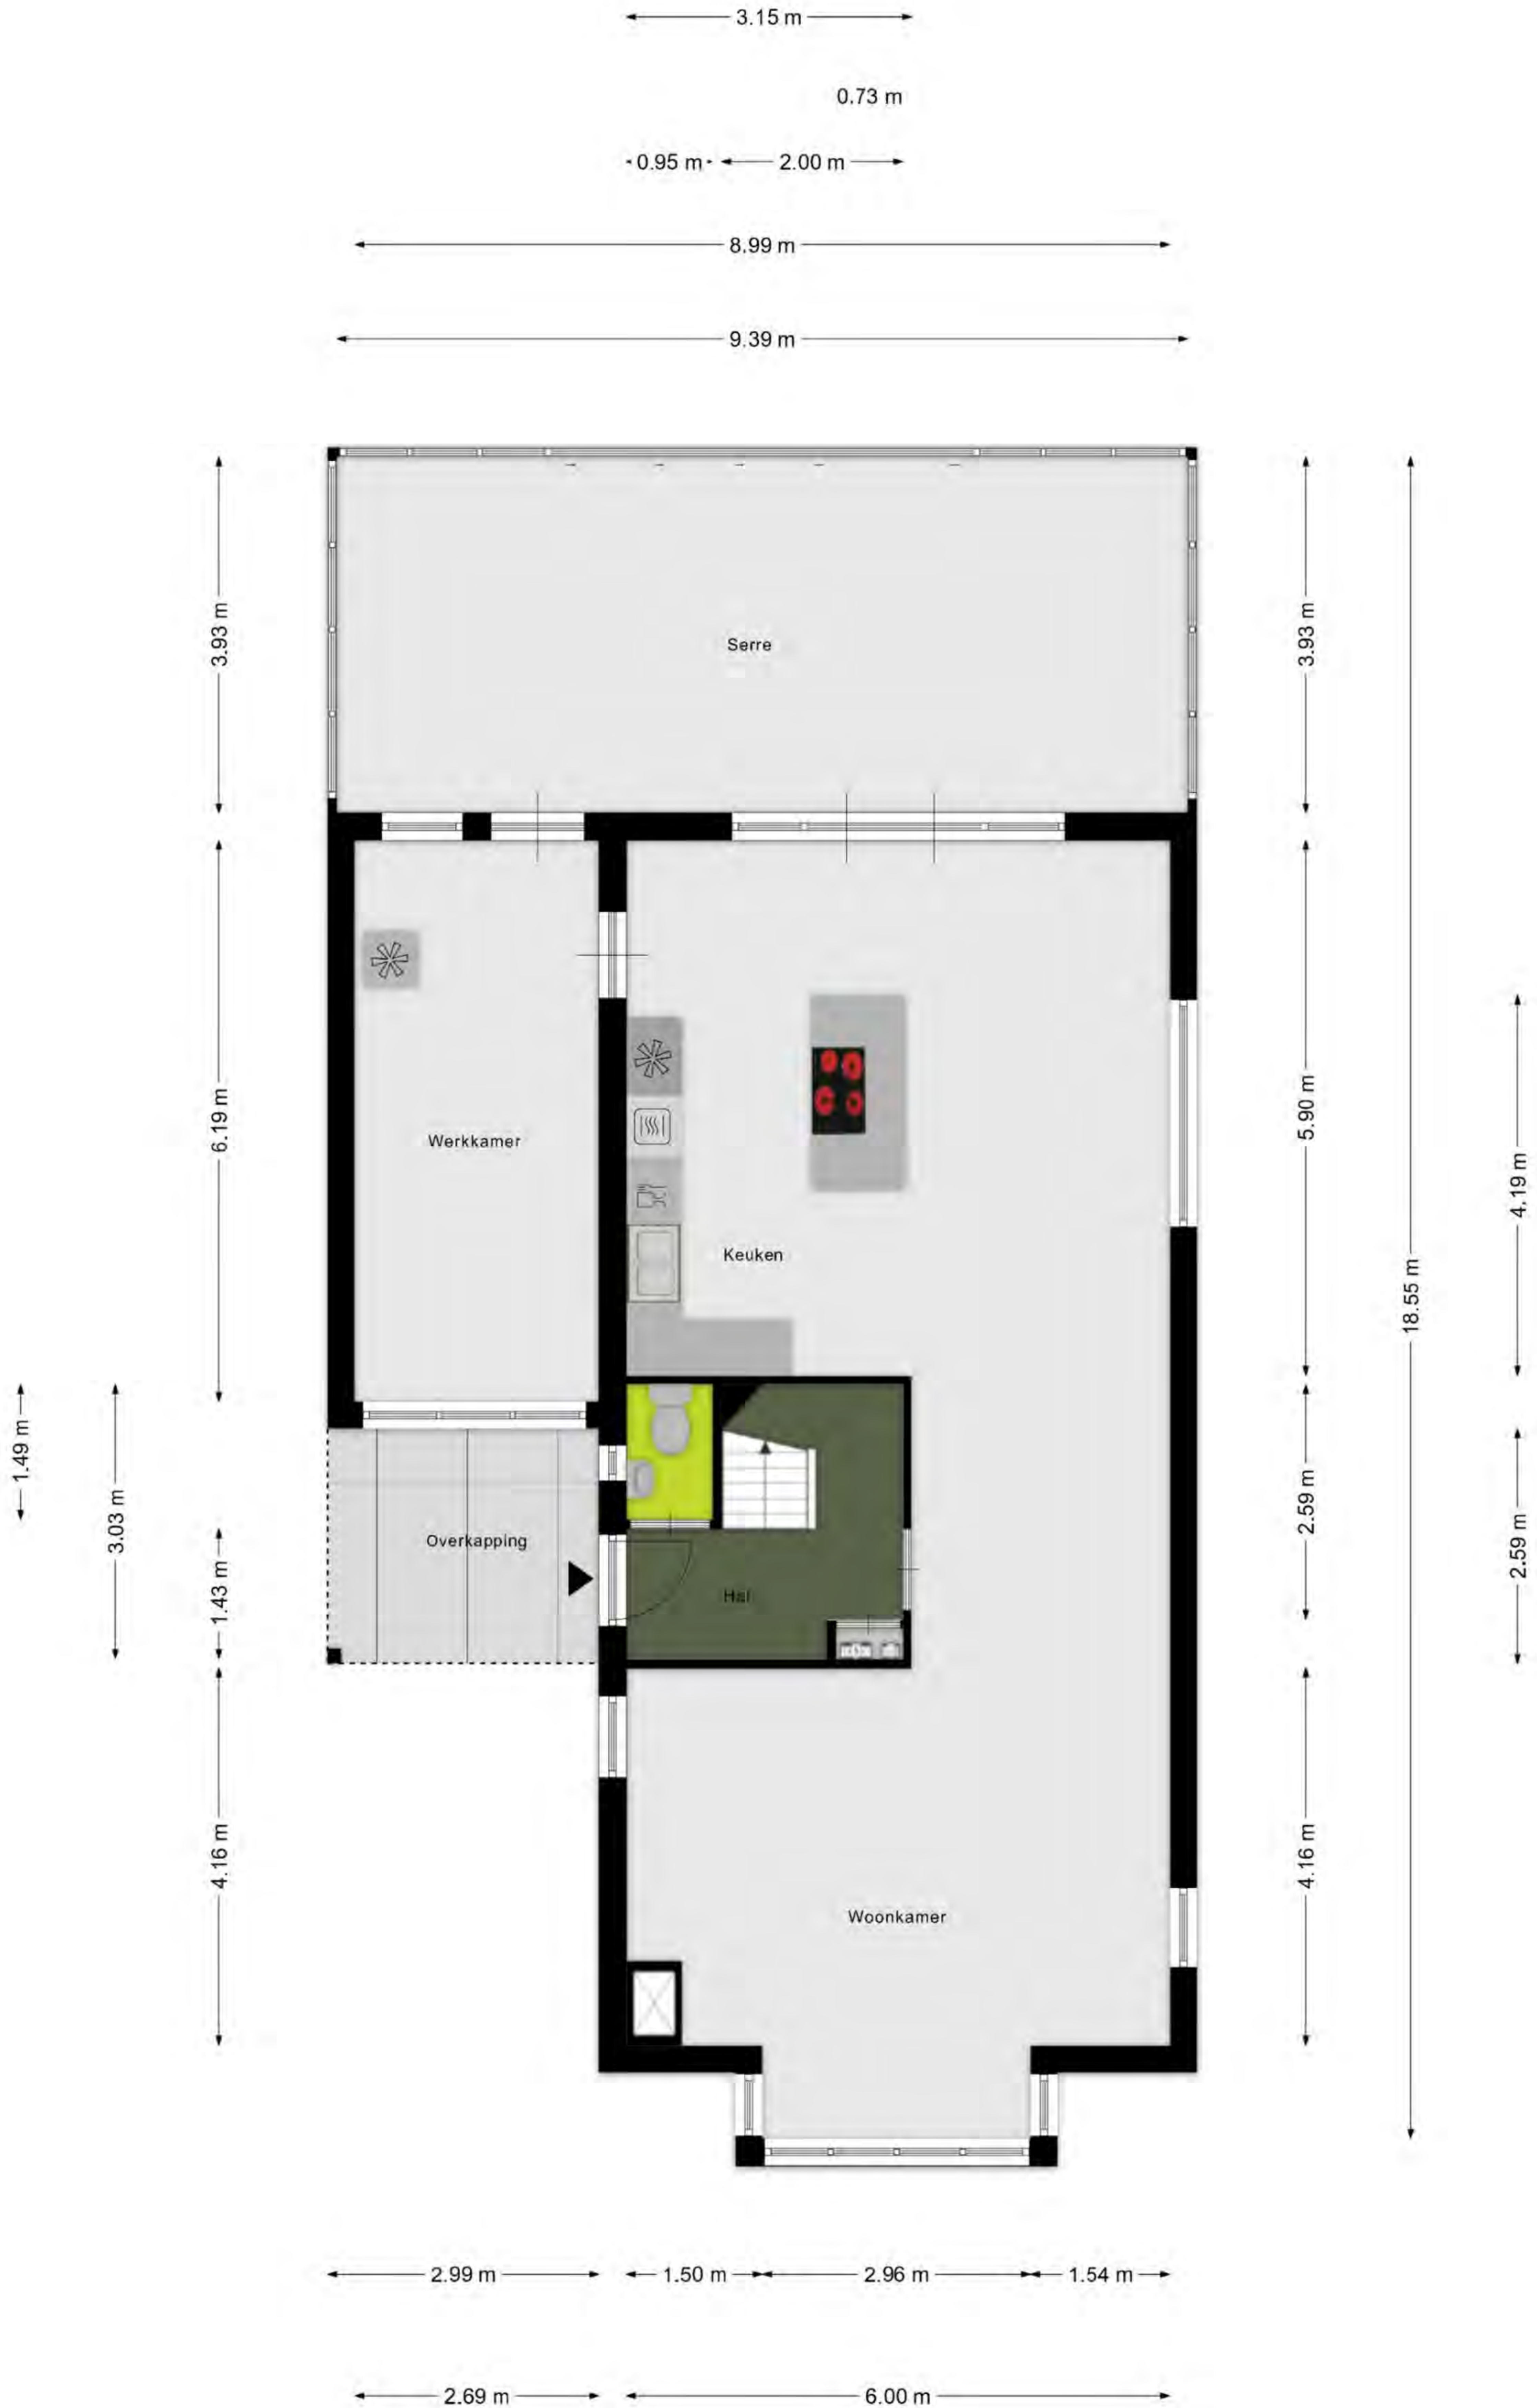 3.15 m
0.73 m
0.95 m
2.00 m
8.99 m
9.39 m
3.93 m
3.93 m
Serre
6.19 m
Werkkamer
5.90 m
4.19 m
Keuken
18.55 m
1.49 m
3.03 m
1.43 m
Overkapping
Hal
2.59 m
2.59 m
4.16 m
4.16 m
Woonkamer
2.99 m
1.50 m
2.96 m
1.54 m
2.69 m
6.00 m